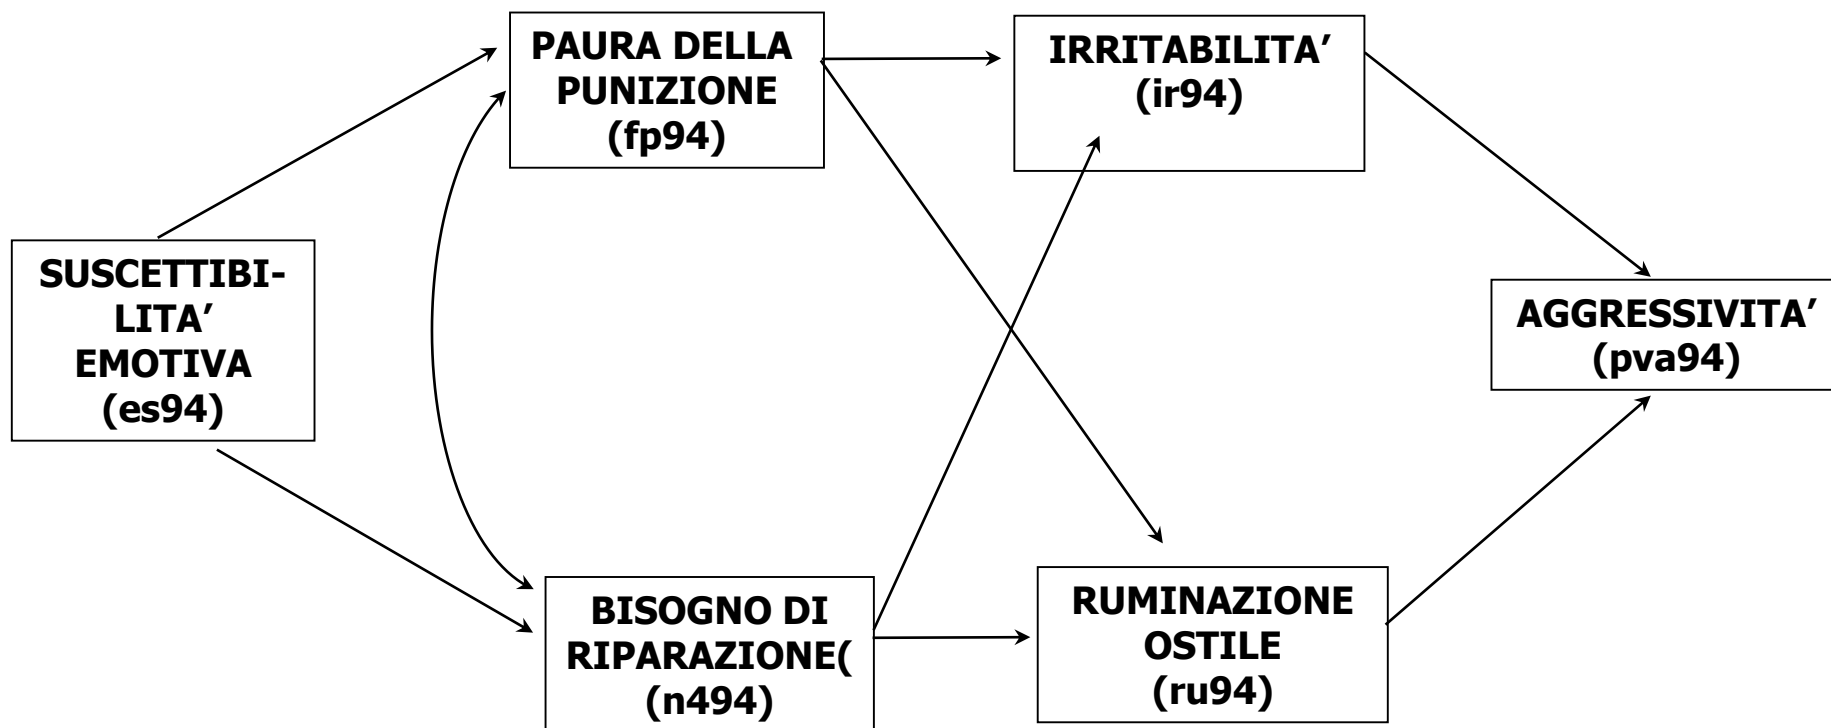 PAURA DELLA
PUNIZIONE
(fp94)
IRRITABILITA’
(ir94)
SUSCETTIBI-
LITA’
EMOTIVA
(es94)
AGGRESSIVITA’
(pva94)
BISOGNO DI
RIPARAZIONE(
(n494)
RUMINAZIONE
OSTILE
(ru94)